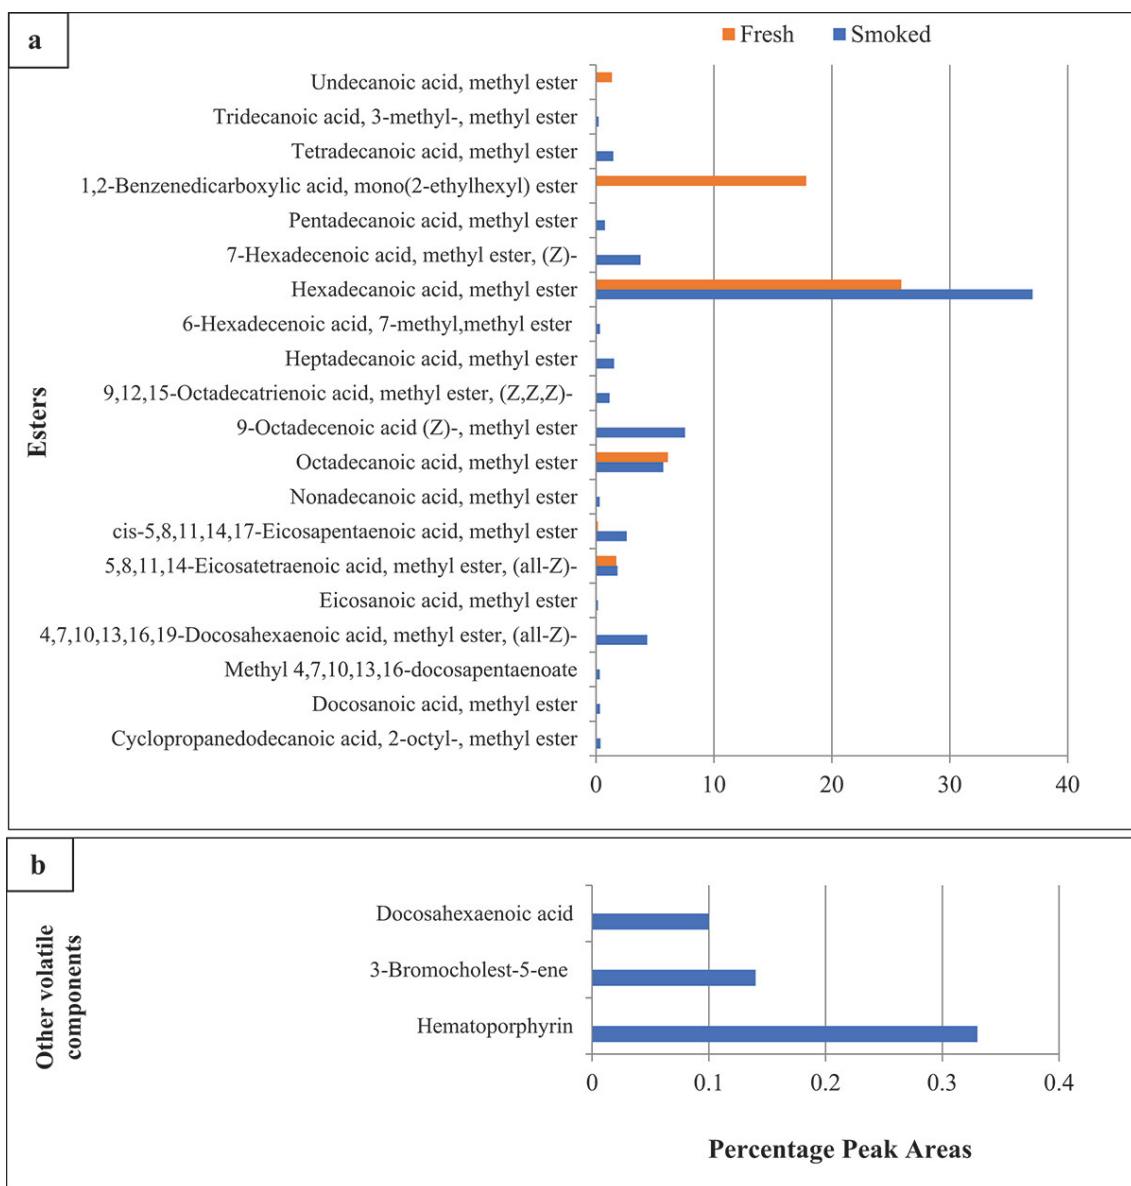 a
Fresh Smoked
Undecanoic acid, methyl ester
Tridecanoic acid, 3-methyl-, methyl ester
Tetradecanoic acid, methyl ester
1,2-Benzenedicarboxylic acid, mono(2-ethylhexyl) ester
Pentadecanoic acid, methyl ester
7-Hexadecenoic acid, methyl ester, (Z)-
Hexadecanoic acid, methyl ester
6-Hexadecenoic acid, 7-methyl,methyl ester
Heptadecanoic acid, methyl ester
9,12,15-Octadecatrienoic acid, methyl ester, (Z,Z,Z)-
9-Octadecenoic acid (Z)-, methyl ester
Octadecanoic acid, methyl ester
Nonadecanoic acid, methyl ester
cis-5,8,11,14,17-Eicosapentaenoic acid, methyl ester
5,8,11,14-Eicosatetraenoic acid, methyl ester, (all-Z)-
Eicosanoic acid, methyl ester
4,7,10,13,16,19-Docosahexaenoic acid, methyl ester, (all-Z)-
Methyl 4,7,10,13,16-docosapentaenoate
Docosanoic acid, methyl ester
Cyclopropanedodecanoic acid, 2-octyl-, methyl ester
Esters
0 10 20 30 40
b
Other volatile
components
Docosahexaenoic acid
3-Bromocholest-5-ene
Hematoporphyrin
0 0.1 0.2 0.3 0.4
Percentage Peak Areas